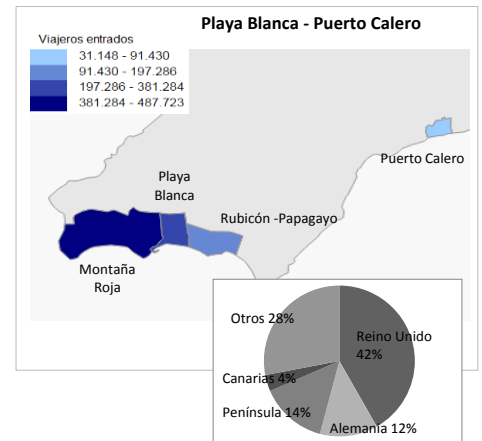 Playa Blanca - Puerto Calero
Viajeros entrados
31.148 - 91.430
91.430 - 197.286
197.286 - 381.284
381.284 - 487.723
Puerto Calero
Playa
Blanca
Rubicón -Papagayo
Montaña
Roja
Otros 28%
Reino Unido
42%
Canarias 4%
Península 14%
Alemania 12%